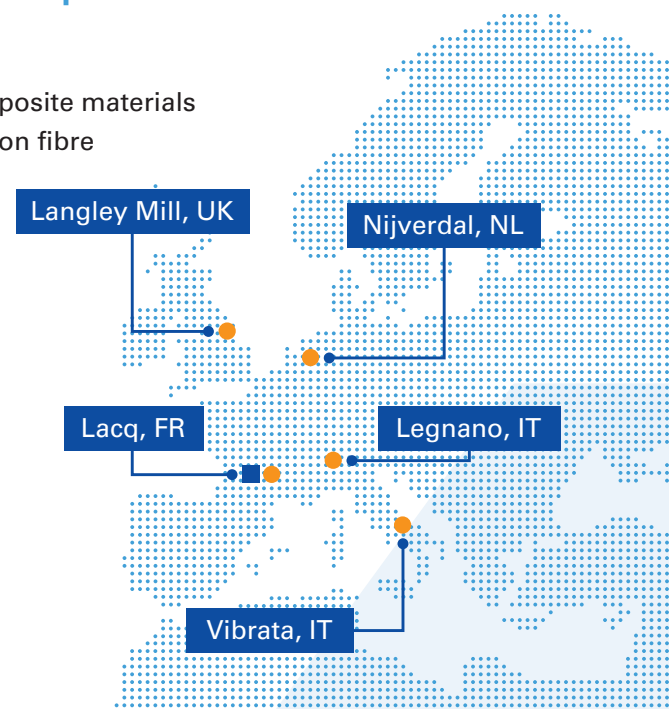 posite materials
on fibre
Langley Mill, UK
Nijverdal, NL
Lacq, FR
Legnano, IT
Vibrata, IT